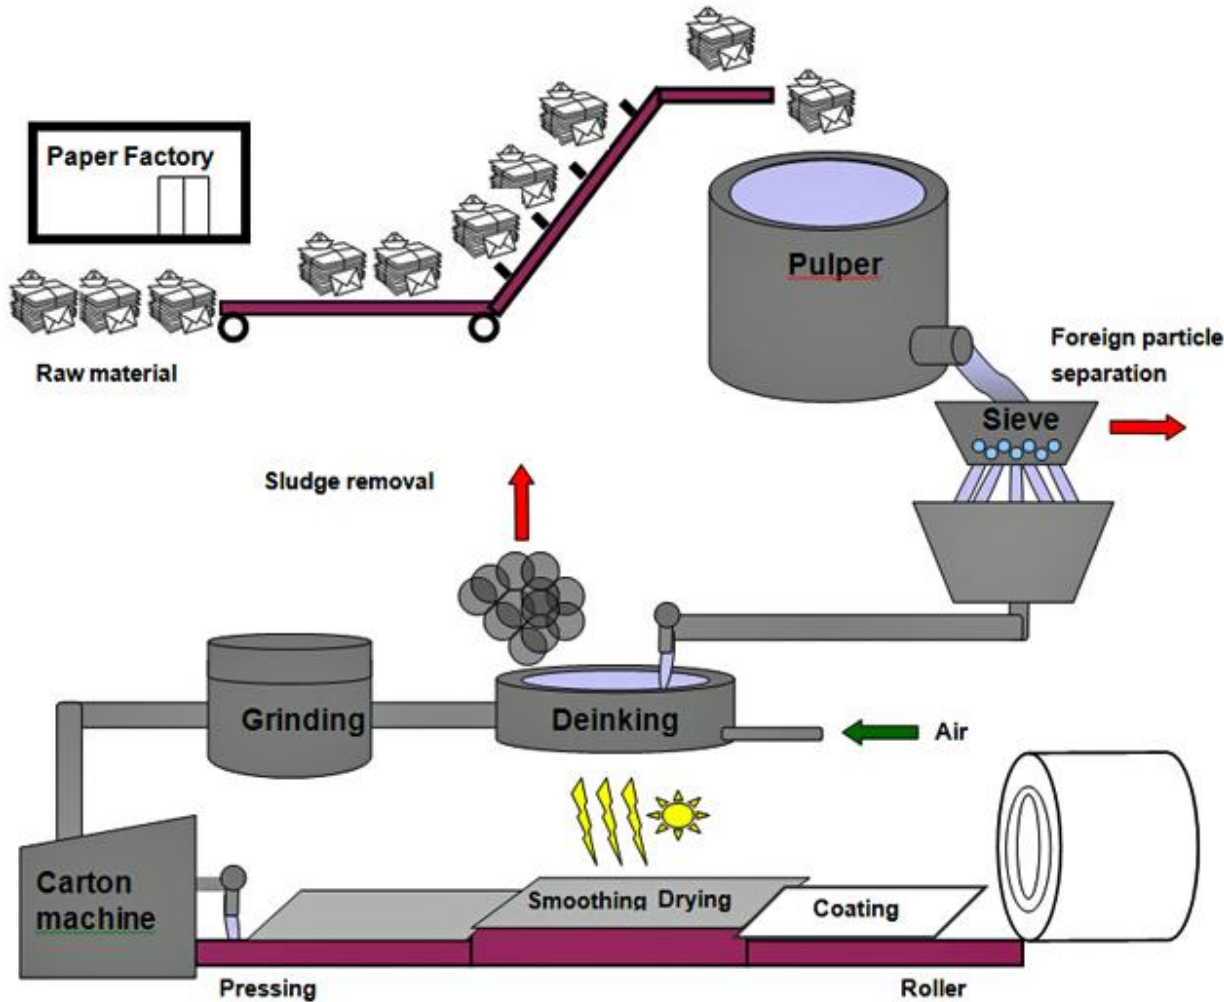 Paper Factory
Raw material
Pulper
Foreign particle
separation
Sieve
Sludge removal
Grinding
Deinking
Air
Carton
machine
Smoothing Drying
Coating
Pressing
Roller